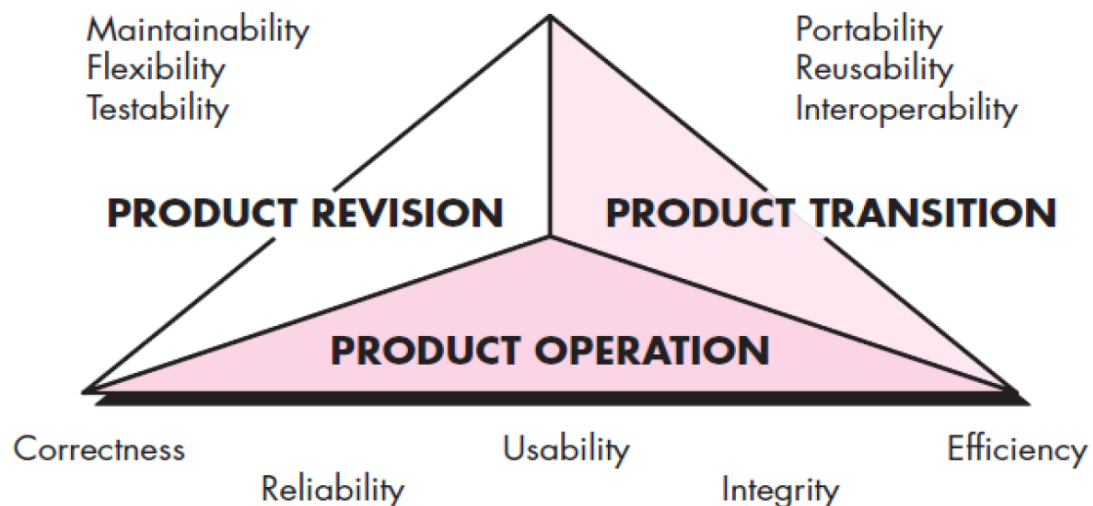 Maintainability
Flexibility
Testability
Portability
Reusability
Interoperability
PRODUCT REVISION
PRODUCT TRANSITION
PRODUCT OPERATION
Correctness
Usability
Efficiency
Reliability
Integrity